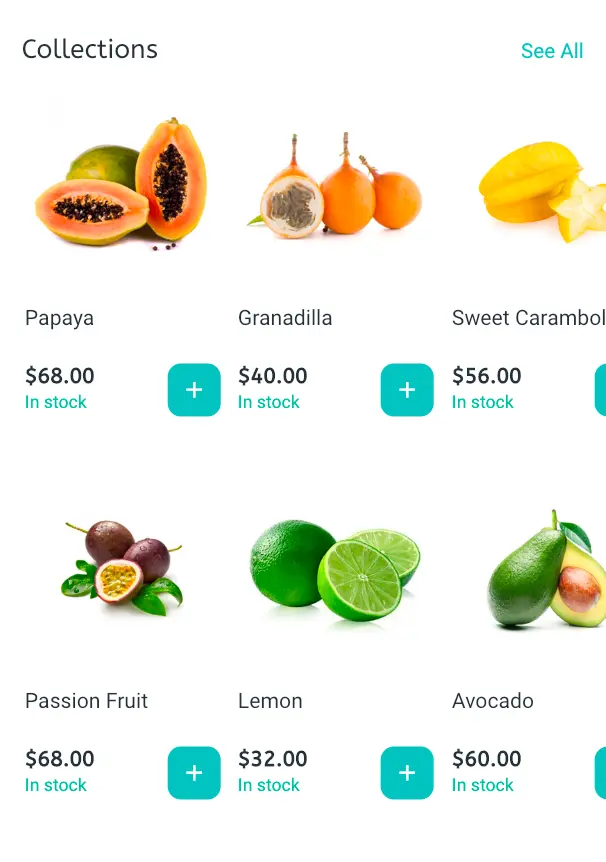 Collections
See All
Papaya
Granadilla
Sweet Carambol
$68.00
$40.00
$56.00
In stock
In stock
In stock
+
+
Passion Fruit
Lemon
Avocado
$68.00
$32.00
$60.00
In stock
In stock
In stock
+
+